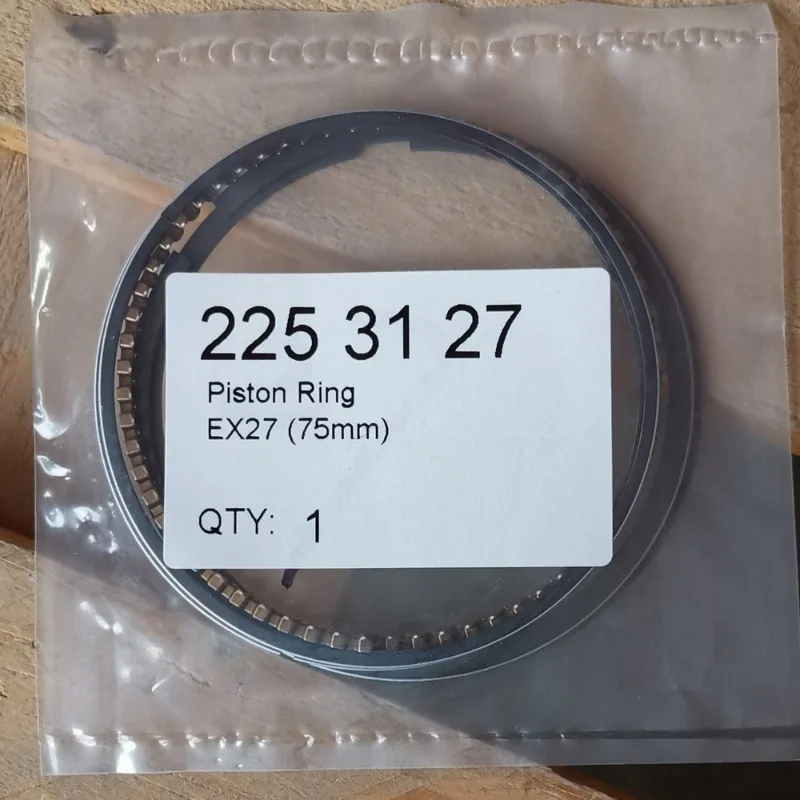 225 31 27
Piston Ring
EX27 (75mm)
QTY: 1